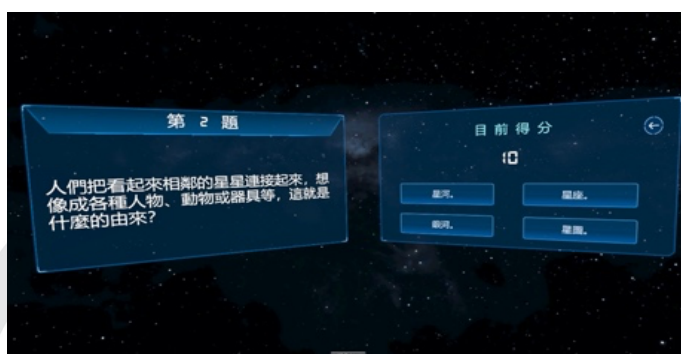 第 2 題
人們把看起來相鄰的星星連接起來，想
像成各種人物、動物或器具等，這就是
什麼的由來?
目前得分
10
星河。
星座。
銀河。
星圖。